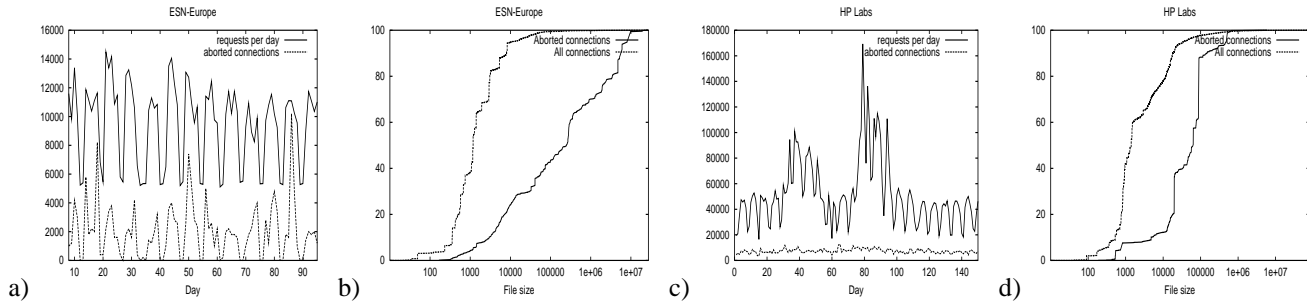 ESN-Europe
16000
14000
12000
10000
8000
6000
4000
2000
0
requests per day
aborted connections
10 20 30 40 50 60 70 80 90
Day
a)
ESN-Europe
100
80
60
40
20
0
Aborted connections
All connections
100 1000 10000 100000 1e+06 1e+07
File size
b)
HP Labs
180000
160000
140000
120000
100000
80000
60000
40000
20000
0
requests per day
aborted connections
0 20 40 60 80 100 120 140
Day
c)
HP Labs
100
80
60
40
20
0
Aborted connections
All connections
100 1000 10000 100000 1e+06 1e+07
File size
d)